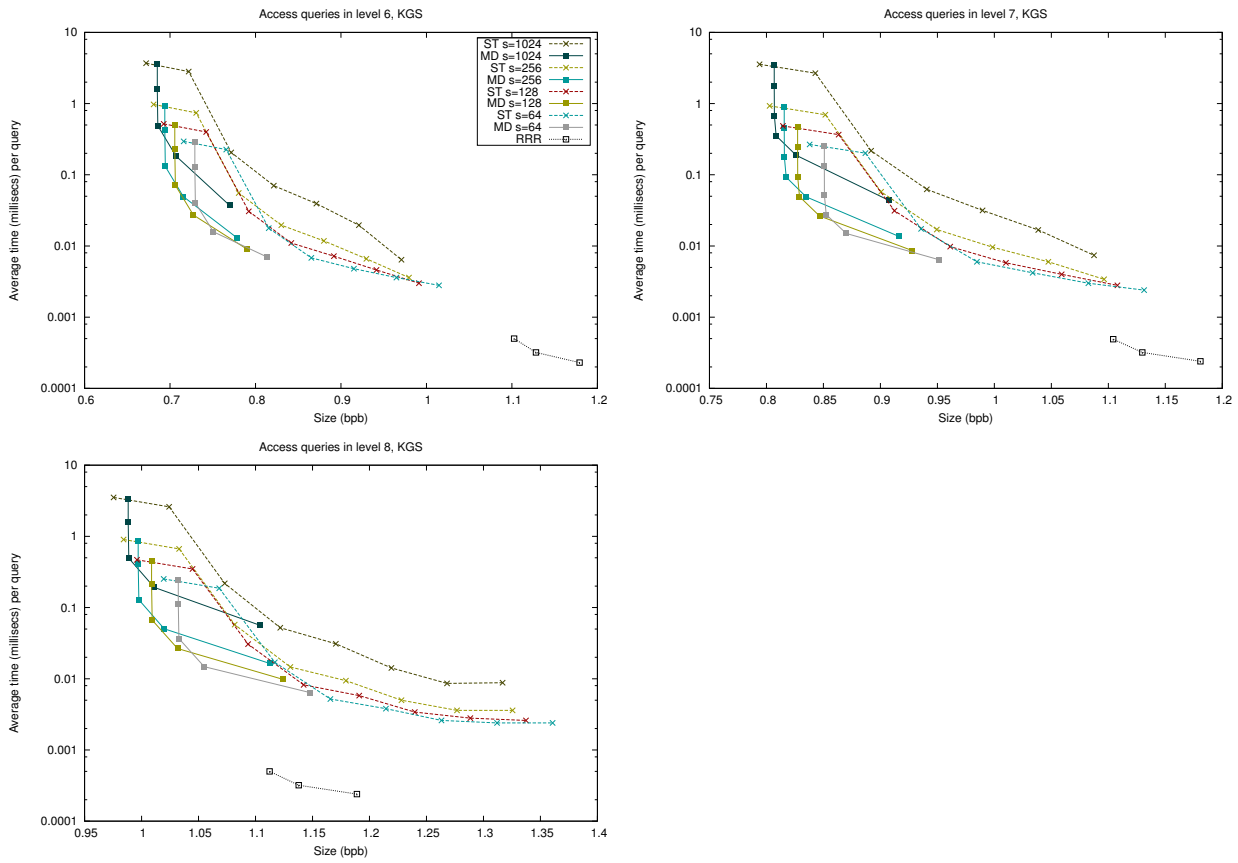 Access queries in level 6, KGS
Average time (millisecs) per query
10
1
0.1
0.01
0.001
0.0001
0.6
0.7
0.8
0.9
1
1.1
1.2
Size (bpb)
ST s=1024
MD s=1024
ST s=256
MD s=256
ST s=128
MD s=128
ST s=64
MD s=64
RRR
Access queries in level 7, KGS
Average time (millisecs) per query
10
1
0.1
0.01
0.001
0.0001
0.75
0.8
0.85
0.9
0.95
1
1.05
1.1
1.15
1.2
Size (bpb)
Access queries in level 8, KGS
Average time (millisecs) per query
10
1
0.1
0.01
0.001
0.0001
0.95
1
1.05
1.1
1.15
1.2
1.25
1.3
1.35
1.4
Size (bpb)